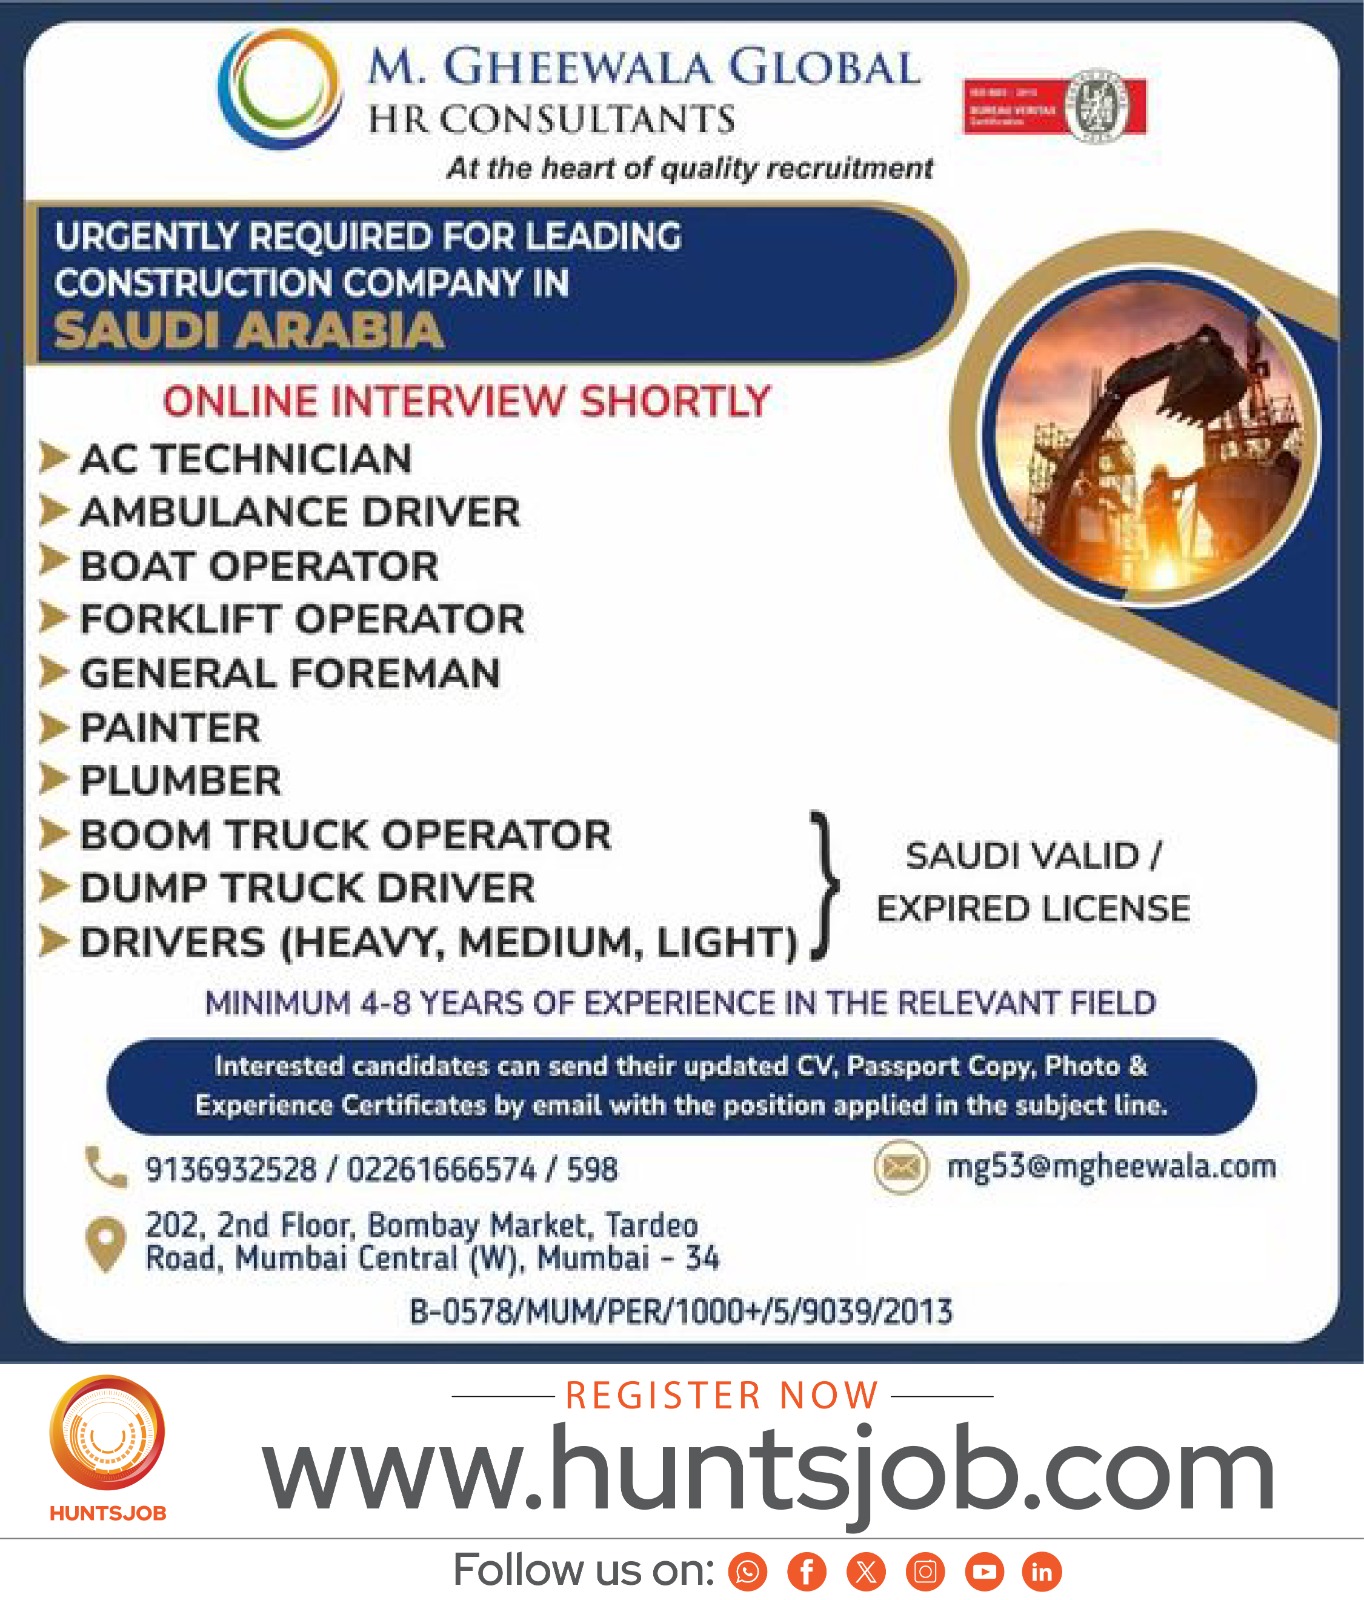 M. GHEEWALA GLOBAL
HR CONSULTANTS
At the heart of quality recruitment
BUREAU VERITAS
Certification
URGENTLY REQUIRED FOR LEADING
CONSTRUCTION COMPANY IN
SAUDI ARABIA
ONLINE INTERVIEW SHORTLY
AC TECHNICIAN
AMBULANCE DRIVER
BOAT OPERATOR
FORKLIFT OPERATOR
GENERAL FOREMAN
PAINTER
PLUMBER
BOOM TRUCK OPERATOR
DUMP TRUCK DRIVER
DRIVERS (HEAVY, MEDIUM, LIGHT)
SAUDI VALID /
EXPIRED LICENSE
MINIMUM 4-8 YEARS OF EXPERIENCE IN THE RELEVANT FIELD
Interested candidates can send their updated CV, Passport Copy, Photo &
Experience Certificates by email with the position applied in the subject line.
9136932528 / 02261666574 / 598
mg53@mgheewala.com
202, 2nd Floor, Bombay Market, Tardeo
Road, Mumbai Central (W), Mumbai - 34
B-0578/MUM/PER/1000+/5/9039/2013
REGISTER NOW
www.huntsjob.com
HUNTSJOB
Follow us on: